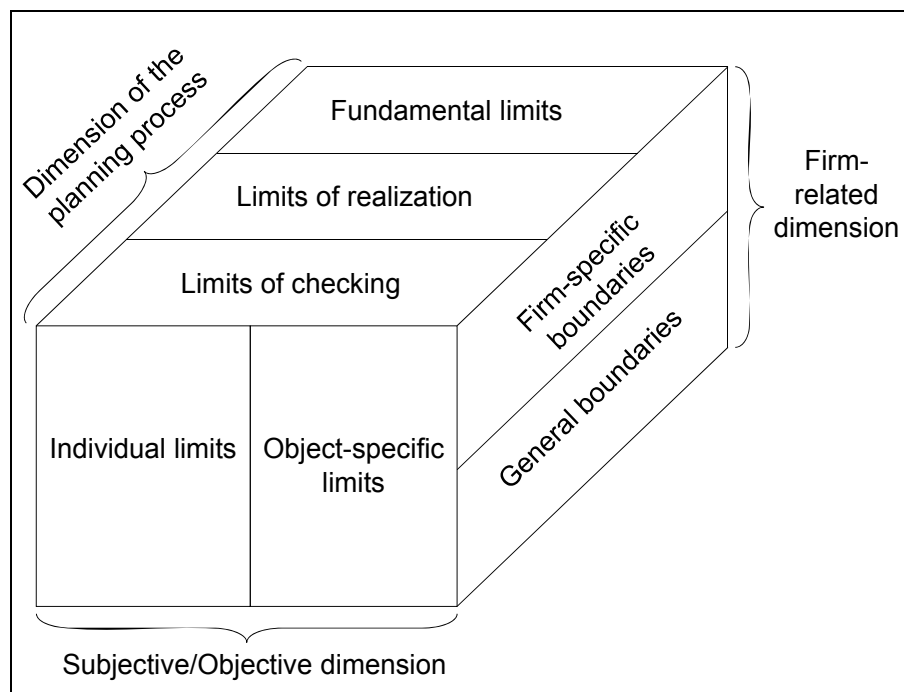 Dimension of the
planning process
Fundamental limits
Limits of realization
Limits of checking
Firm-
related
dimension
Firm-specific
boundaries
General boundaries
Individual limits
Object-specific
limits
Subjective/Objective dimension